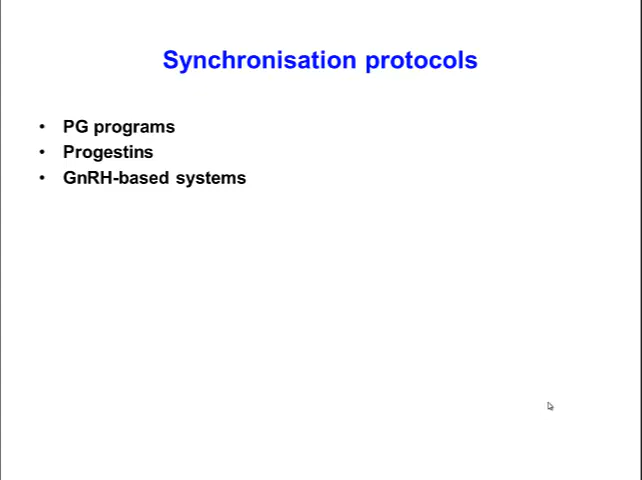 Synchronisation protocols
• PG programs
• Progestins
• GnRH-based systems